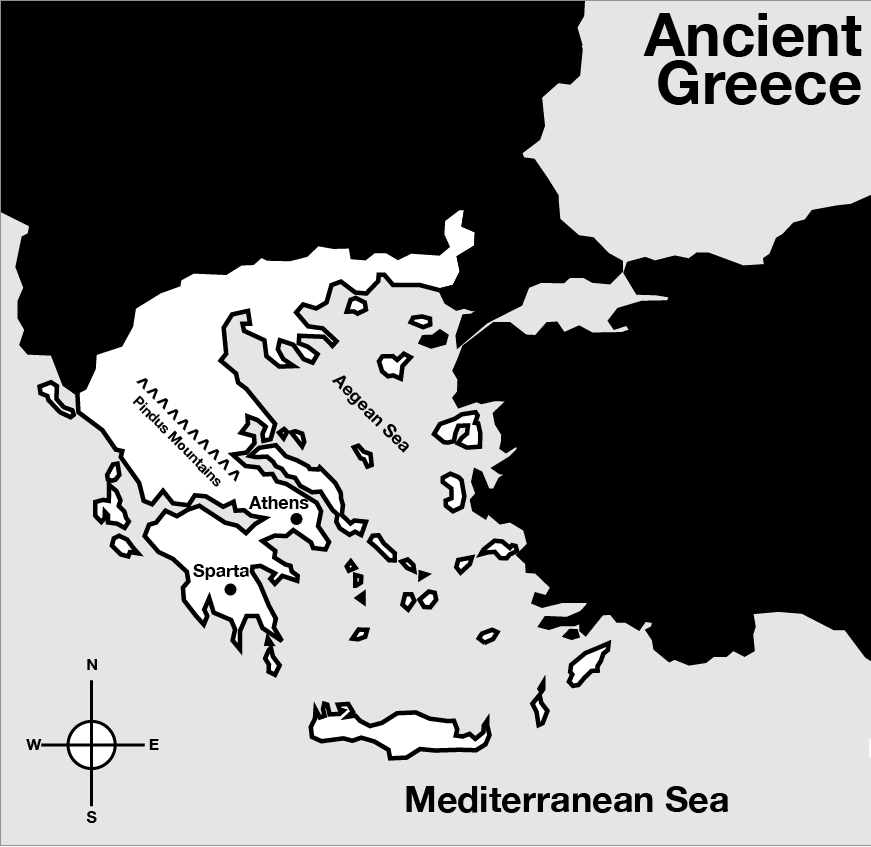 Ancient
Greece
Aegean Sea
Pindus Mountains
Athens
Sparta
N
W
E
S
Mediterranean Sea